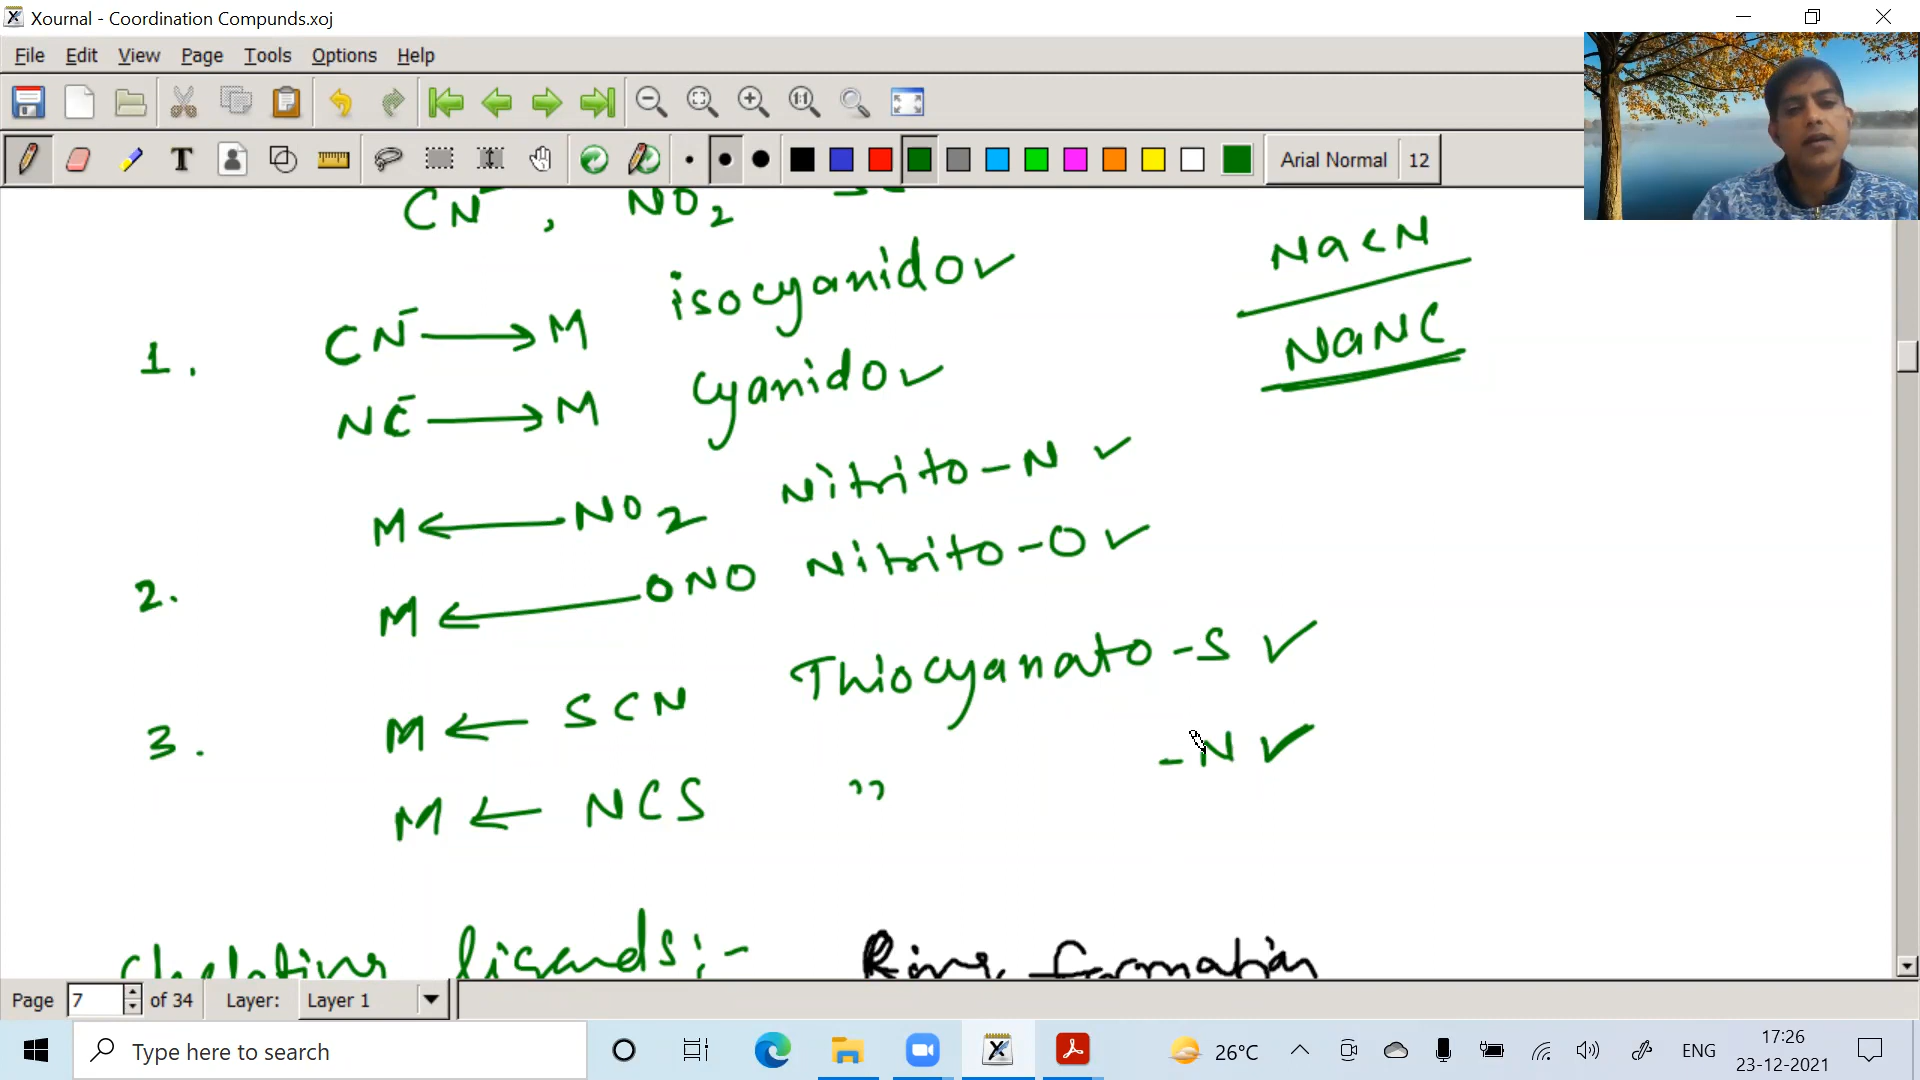 Xournal - Coordination Compunds.xoj
File Edit View Page Tools Options Help
Arial Normal 12
CN⁻ , NO₂
NaCN
NaNC
1. CN⁻ → M isocyanido ✓
NC⁻ → M cyanido ✓
M ← NO₂ Nitrito-N ✓
2. M ← ONO Nitrito-O ✓
3. M ← SCN Thiocyanato-S ✓
M ← NCS " -N ✓
Chelating ligands:- Ring formation
Page 7 of 34 Layer: Layer 1
Type here to search
26°C
ENG
17:26
23-12-2021